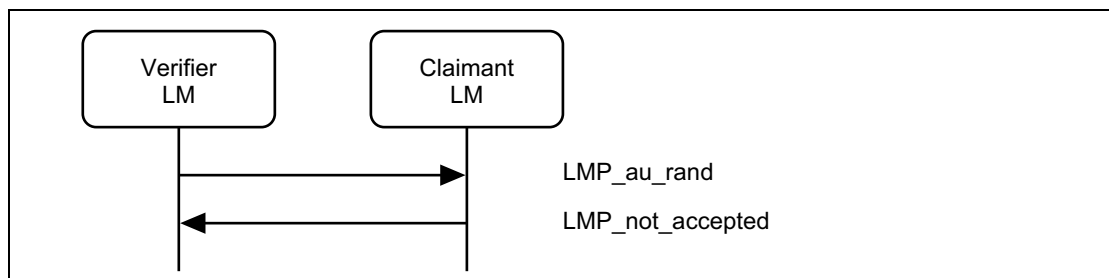 Verifier
LM
Claimant
LM
LMP_au_rand
LMP_not_accepted